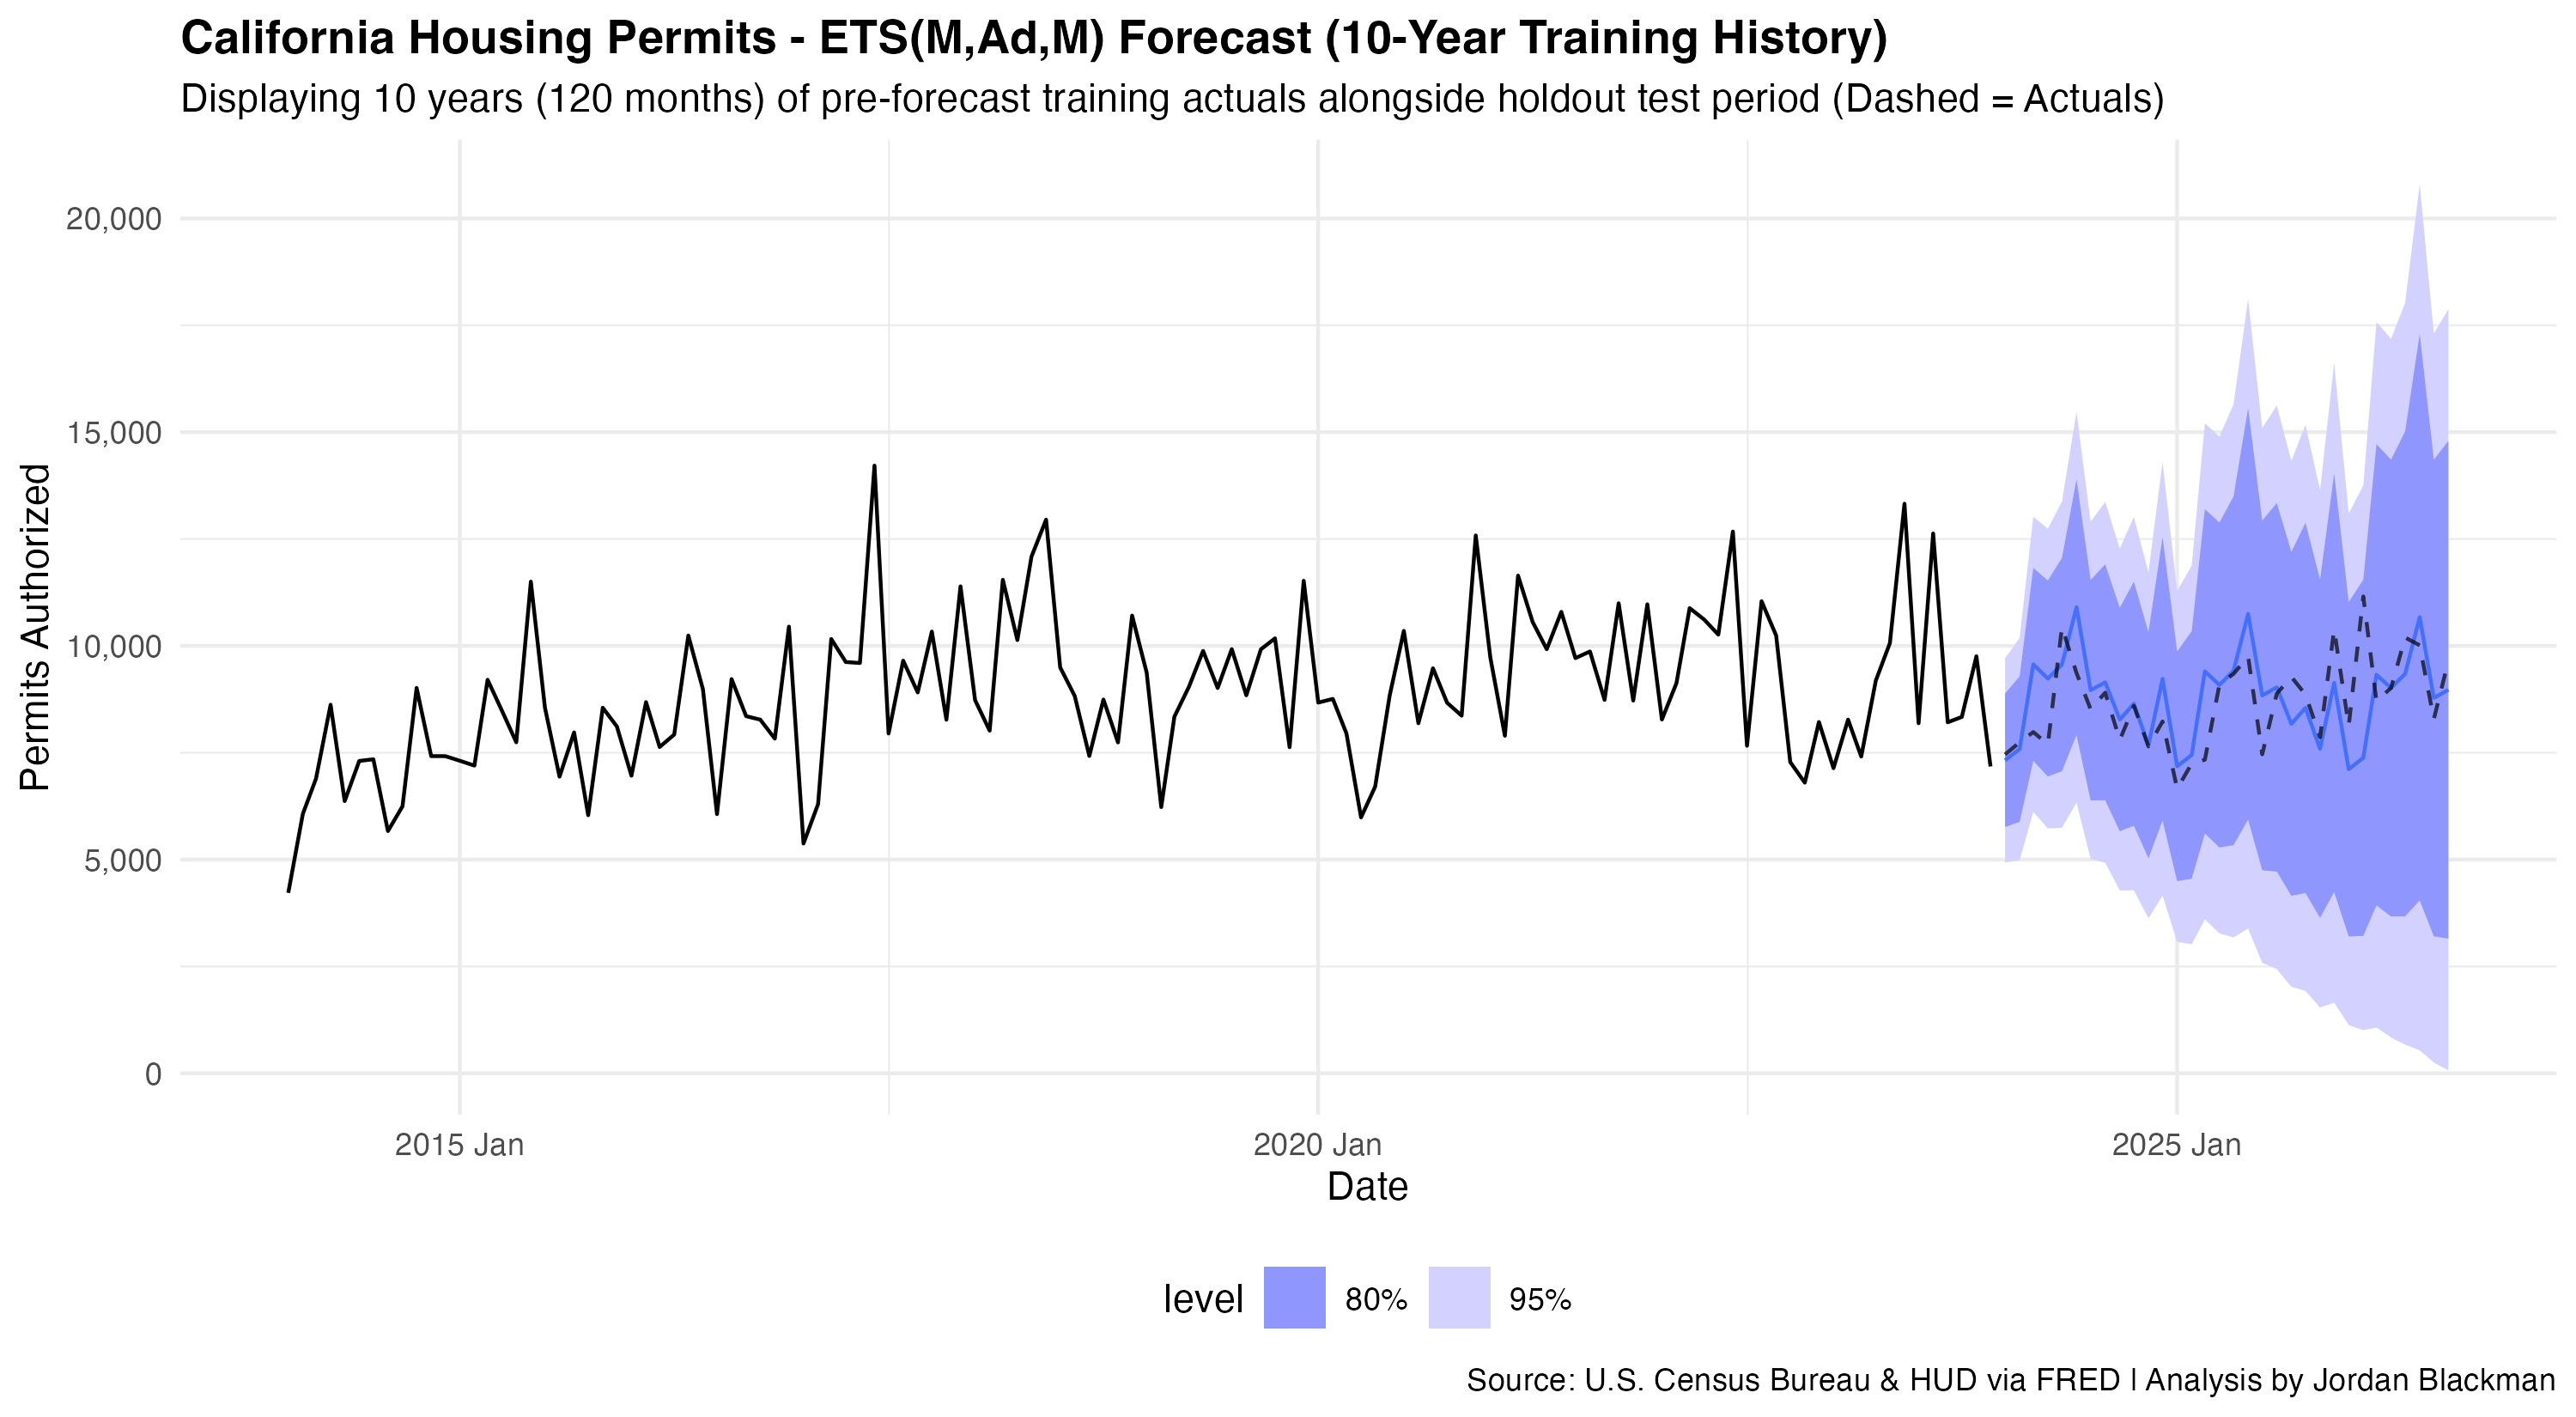 California Housing Permits - ETS(M,Ad,M) Forecast (10-Year Training History)
Displaying 10 years (120 months) of pre-forecast training actuals alongside holdout test period (Dashed = Actuals)
Permits Authorized
20,000
15,000
10,000
5,000
0
2015 Jan
2020 Jan
2025 Jan
Date
level 80% 95%
Source: U.S. Census Bureau & HUD via FRED | Analysis by Jordan Blackman